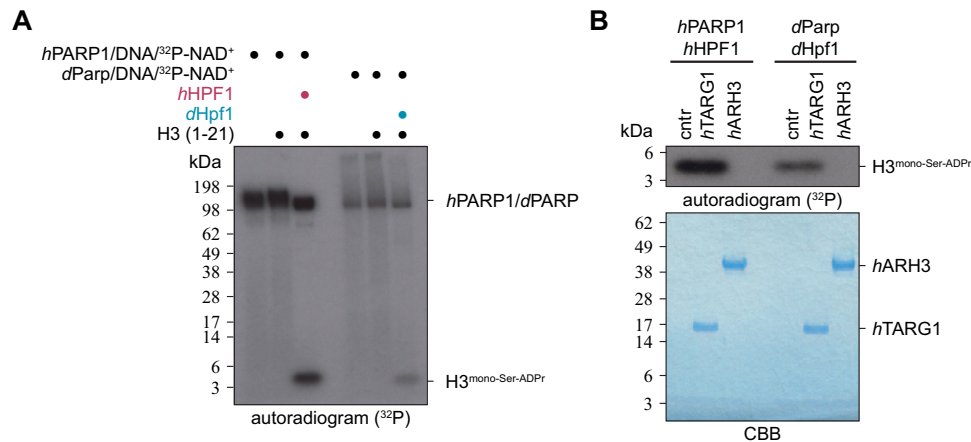 A
hPARP1/DNA/³²P-NAD⁺
dParp/DNA/³²P-NAD⁺
hHPF1
dHpf1
H3 (1-21)
kDa
198
98
62
49
38
28
17
14
6
3
hPARP1/dPARP
H3mono-Ser-ADPr
autoradiogram (³²P)
B
hPARP1 dParp
hHPF1 dHpf1
cntr hTARG1 hARH3 cntr hTARG1 hARH3
kDa
6
3
H3mono-Ser-ADPr
autoradiogram (³²P)
62
49
38
28
17
14
6
3
hARH3
hTARG1
CBB